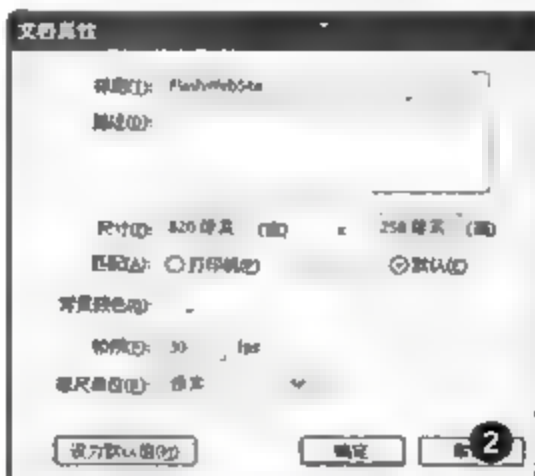 文档属性
标题(T): FlashWebSite
描述(D):
尺寸(I): 820 像素 (宽) x 250 像素 (高)
匹配(A): 打印机(P) 默认(E)
背景颜色(B):
帧频(F): 30 fps
标尺单位(R): 像素
设为默认值(M) 确定 2